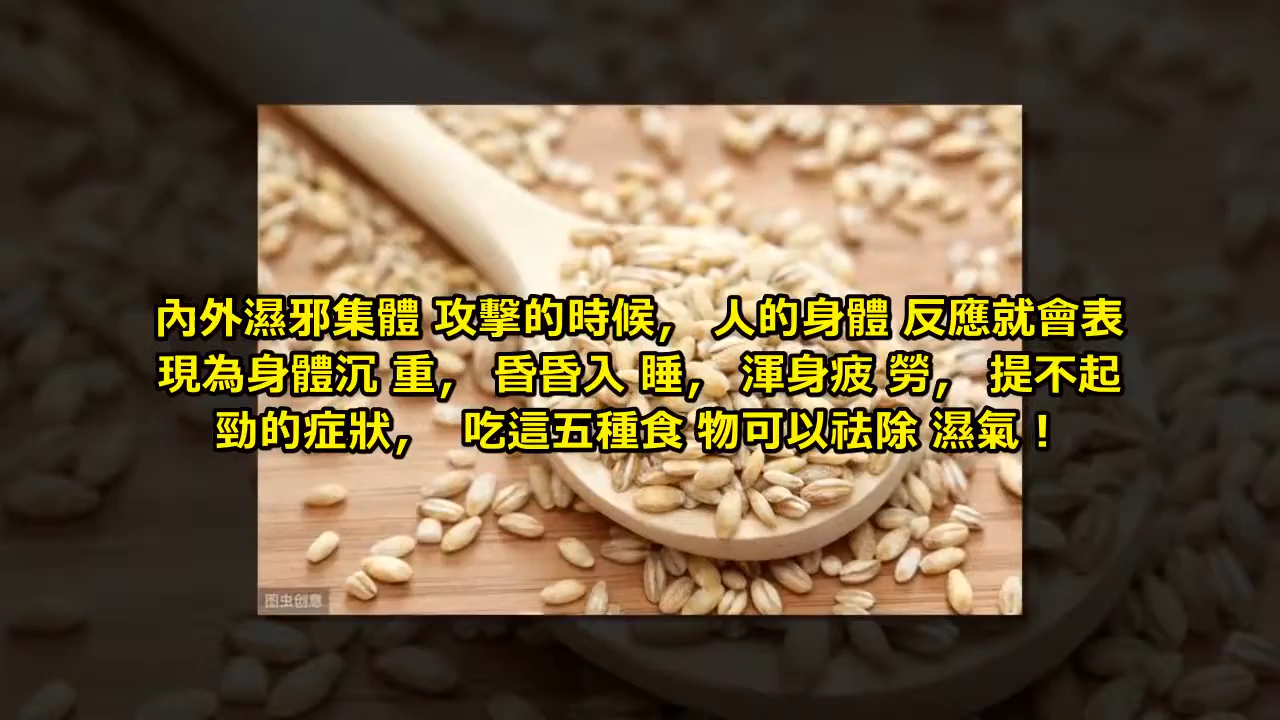 內外濕邪集體 攻擊的時候， 人的身體 反應就會表
現為身體沉 重， 昏昏入 睡， 渾身疲 勞， 提不起
勁的症狀， 吃這五種食 物可以祛除 濕氣！
图虫创意